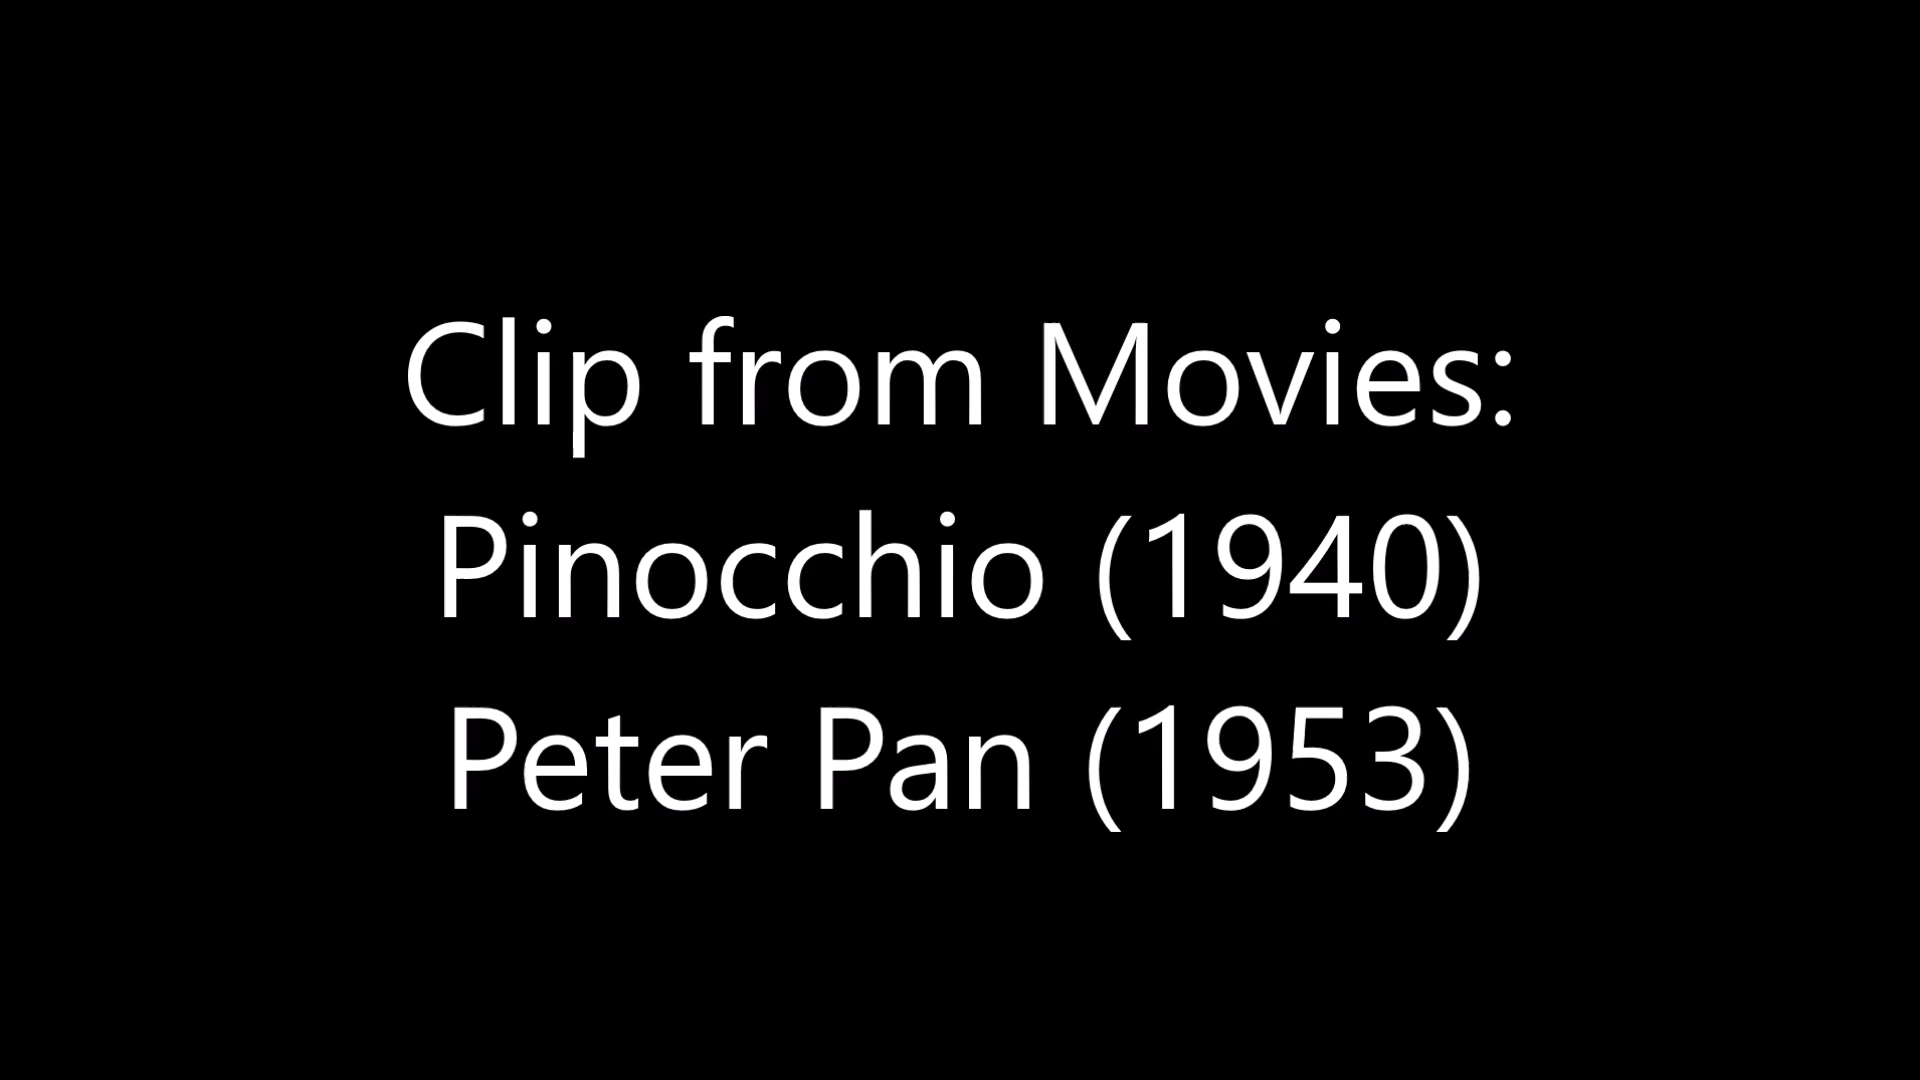 Clip from Movies:
Pinocchio (1940)
Peter Pan (1953)